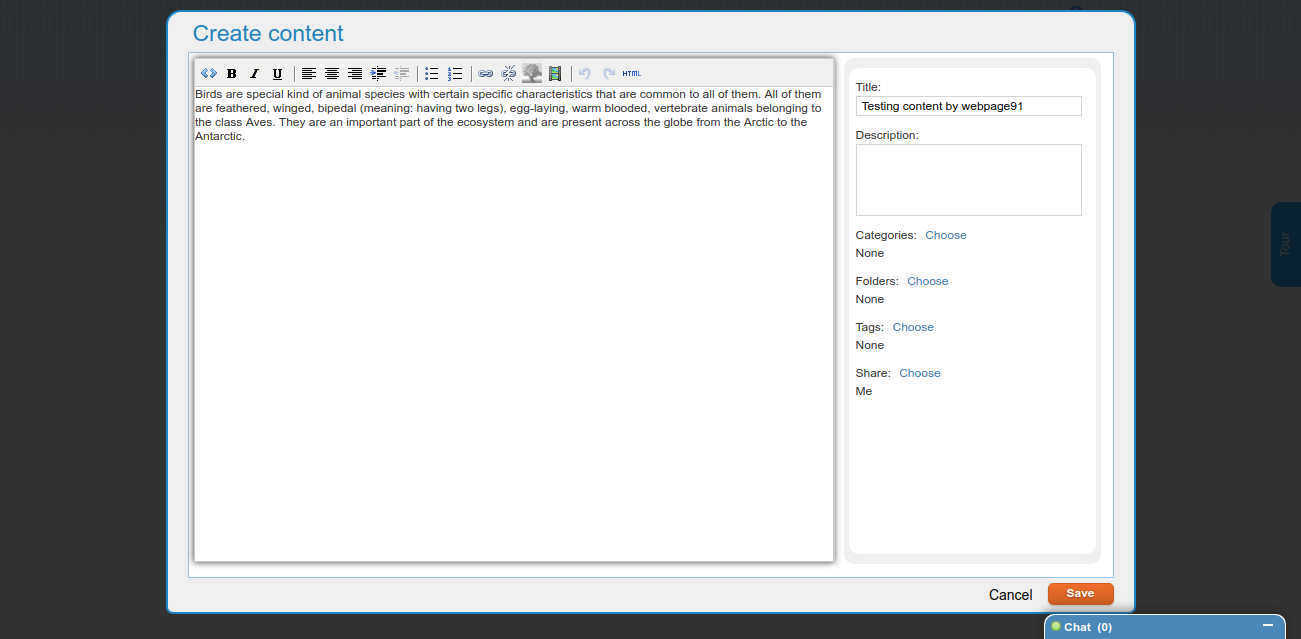 Create content
B I U HTML
Birds are special kind of animal species with certain specific characteristics that are common to all of them. All of them
are feathered, winged, bipedal (meaning: having two legs), egg-laying, warm blooded, vertebrate animals belonging to
the class Aves. They are an important part of the ecosystem and are present across the globe from the Arctic to the
Antarctic.
Title:
Testing content by webpage91
Description:
Categories: Choose
None
Folders: Choose
None
Tags: Choose
None
Share: Choose
Me
Cancel Save
Tour
Chat (0)